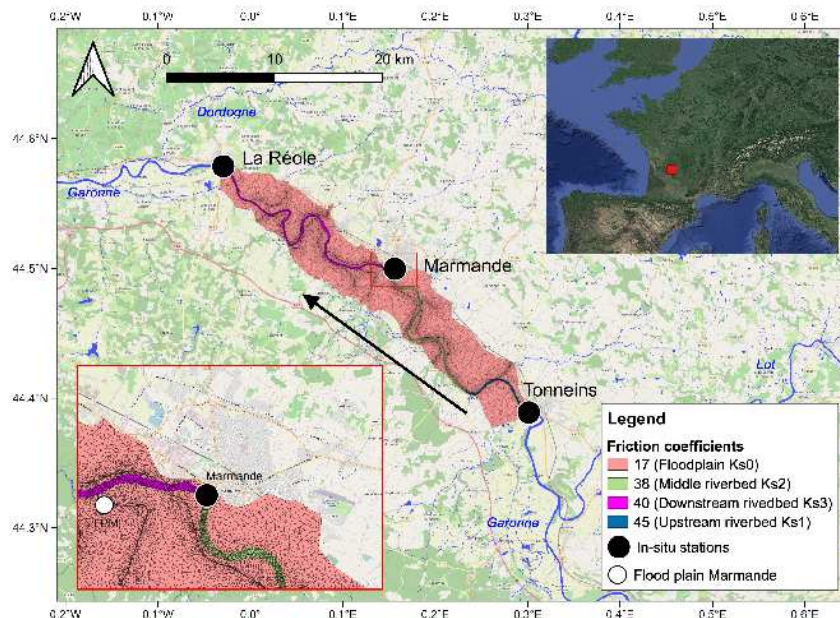 0.2°W 0.1°W 0.0° 0.1°E 0.2°E 0.3°E 0.4°E 0.5°E 0.6°E
0 10 20 km
Dordogne
44.6°N
La Réole
Garonne
44.5°N
Marmande
Lot
44.4°N
Tonneins
Legend
Friction coefficients
17 (Floodplain Ks0)
38 (Middle riverbed Ks2)
40 (Downstream rivedbed Ks3)
45 (Upstream riverbed Ks1)
In-situ stations
Flood plain Marmande
Marmande
44.3°N
Garonne
0.2°W 0.1°W 0.0° 0.1°E 0.2°E 0.3°E 0.4°E 0.5°E 0.6°E